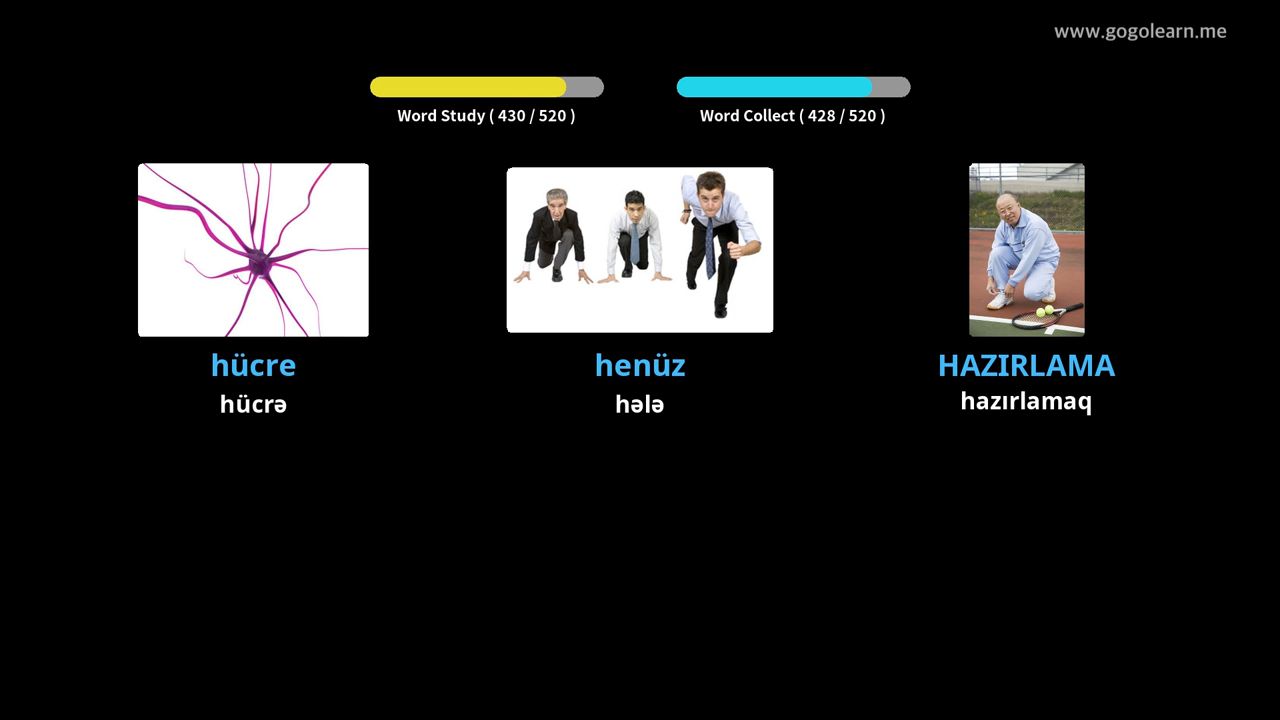 www.gogolearn.me
Word Study ( 430 / 520 )
Word Collect ( 428 / 520 )
hücre
hücrə
henüz
hələ
HAZIRLAMA
hazırlamaq